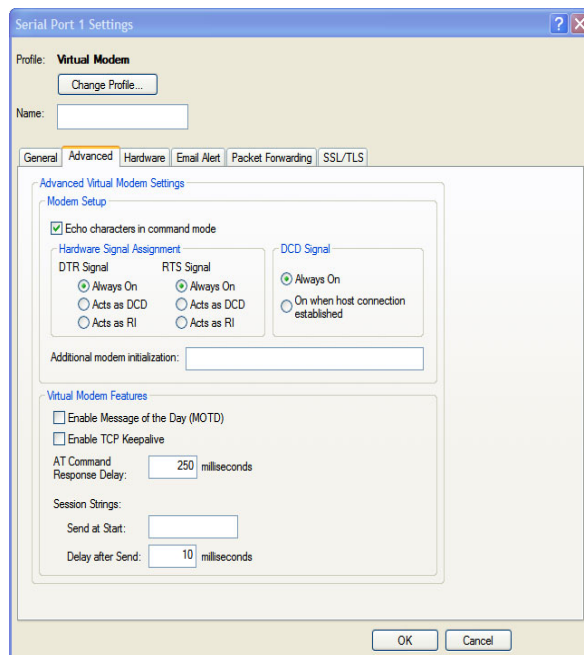 Serial Port 1 Settings
Profile: Virtual Modem
Change Profile...
Name:
General Advanced Hardware Email Alert Packet Forwarding SSL/TLS
Advanced Virtual Modem Settings
Modem Setup
Echo characters in command mode
Hardware Signal Assignment
DTR Signal RTS Signal
Always On Always On
Acts as DCD Acts as DCD
Acts as RI Acts as RI
DCD Signal
Always On
On when host connection
established
Additional modem initialization:
Virtual Modem Features
Enable Message of the Day (MOTD)
Enable TCP Keepalive
AT Command
Response Delay: 250 milliseconds
Session Strings:
Send at Start:
Delay after Send: 10 milliseconds
OK Cancel